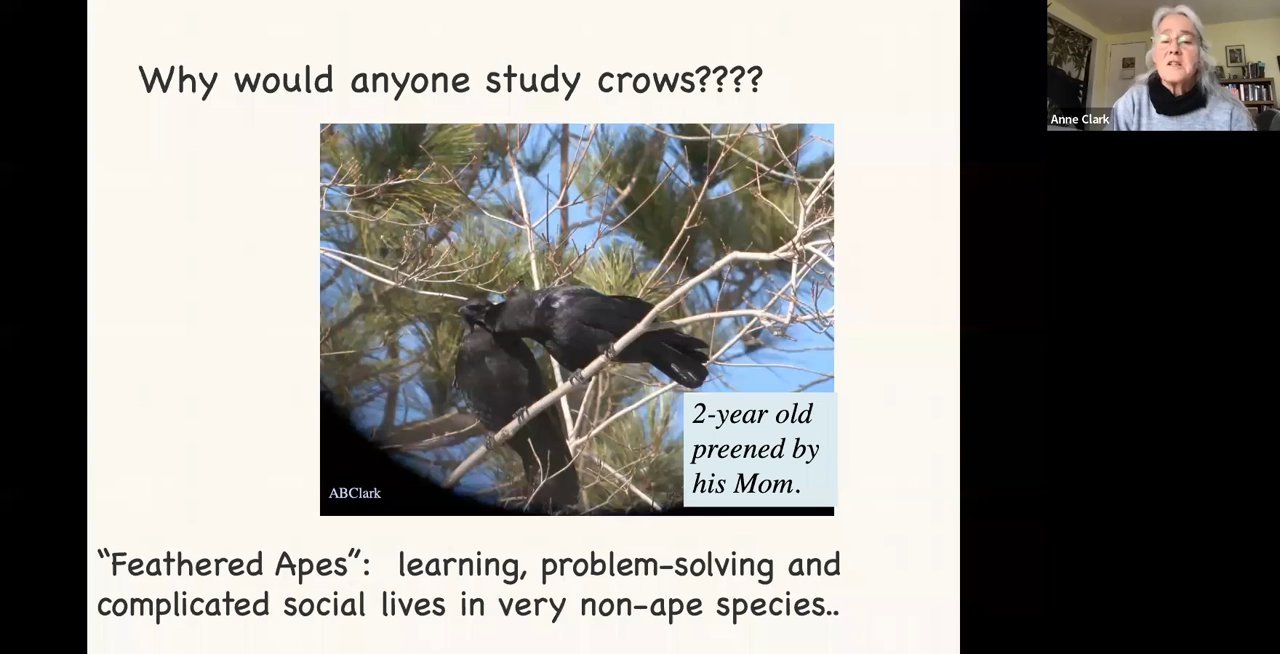 Why would anyone study crows????
Anne Clark
2-year old
preened by
his Mom.
ABClark
“Feathered Apes”: learning, problem-solving and
complicated social lives in very non-ape species..